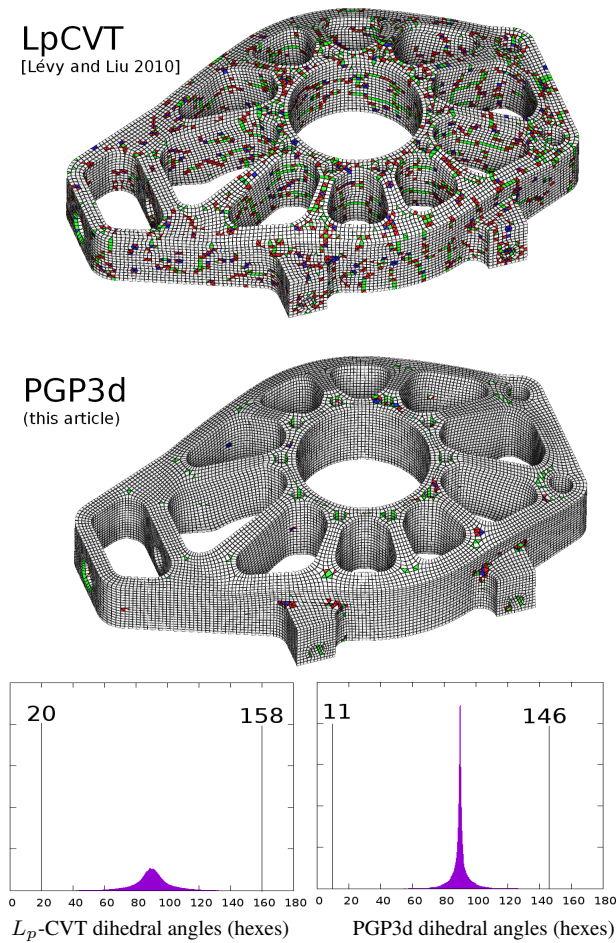 LpCVT
[Lévy and Liu 2010]
PGP3d
(this article)
20 158
11 146
0 20 40 60 80 100 120 140 160 180
0 20 40 60 80 100 120 140 160 180
Lp-CVT dihedral angles (hexes)
PGP3d dihedral angles (hexes)